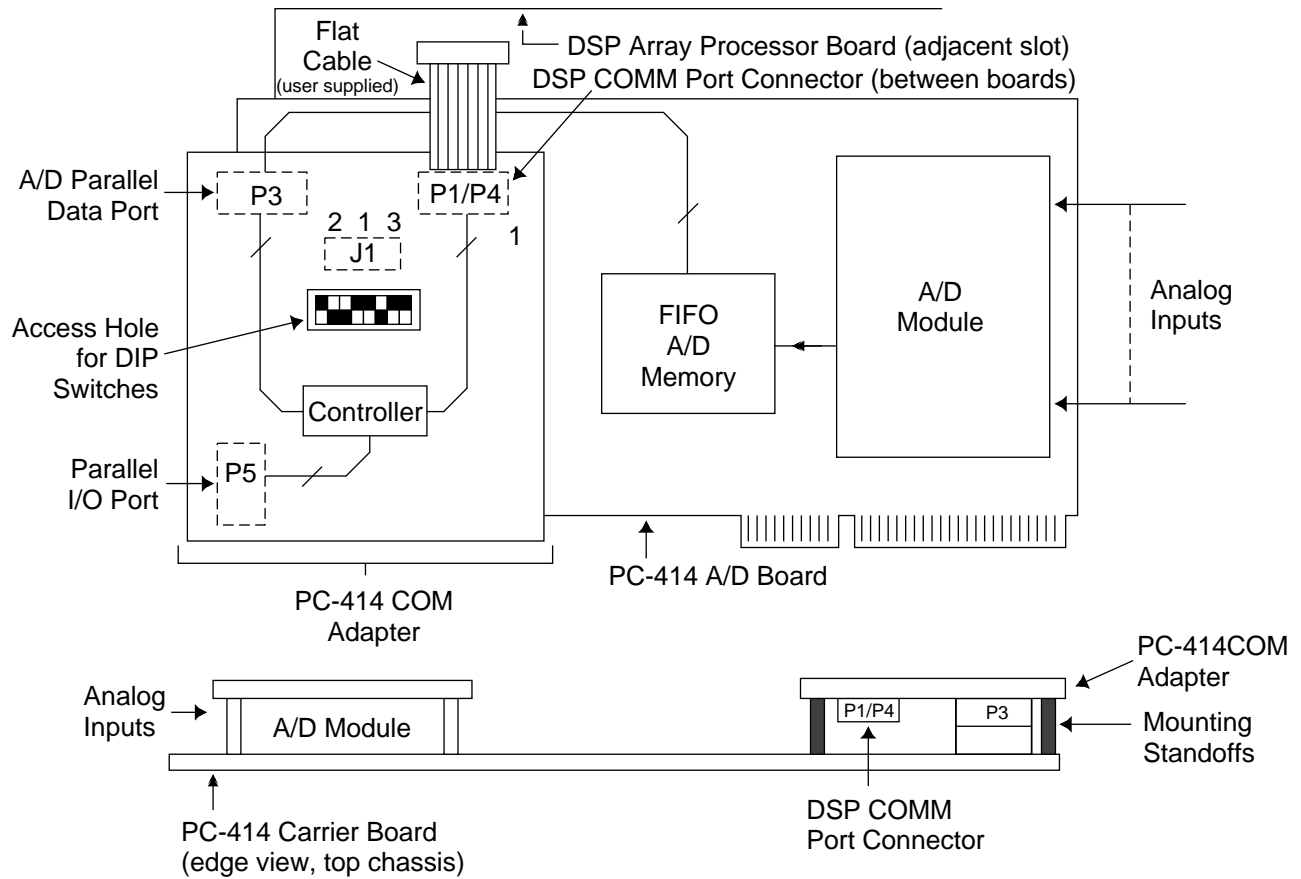 Flat
Cable
(user supplied)
DSP Array Processor Board (adjacent slot)
DSP COMM Port Connector (between boards)
A/D Parallel
Data Port
P3
P1/P4
2 1 3
1
J1
Access Hole
for DIP
Switches
Controller
FIFO
A/D
Memory
A/D
Module
Analog
Inputs
Parallel
I/O Port
P5
PC-414 A/D Board
PC-414 COM
Adapter
Analog
Inputs
A/D Module
P1/P4
P3
PC-414COM
Adapter
Mounting
Standoffs
DSP COMM
Port Connector
PC-414 Carrier Board
(edge view, top chassis)